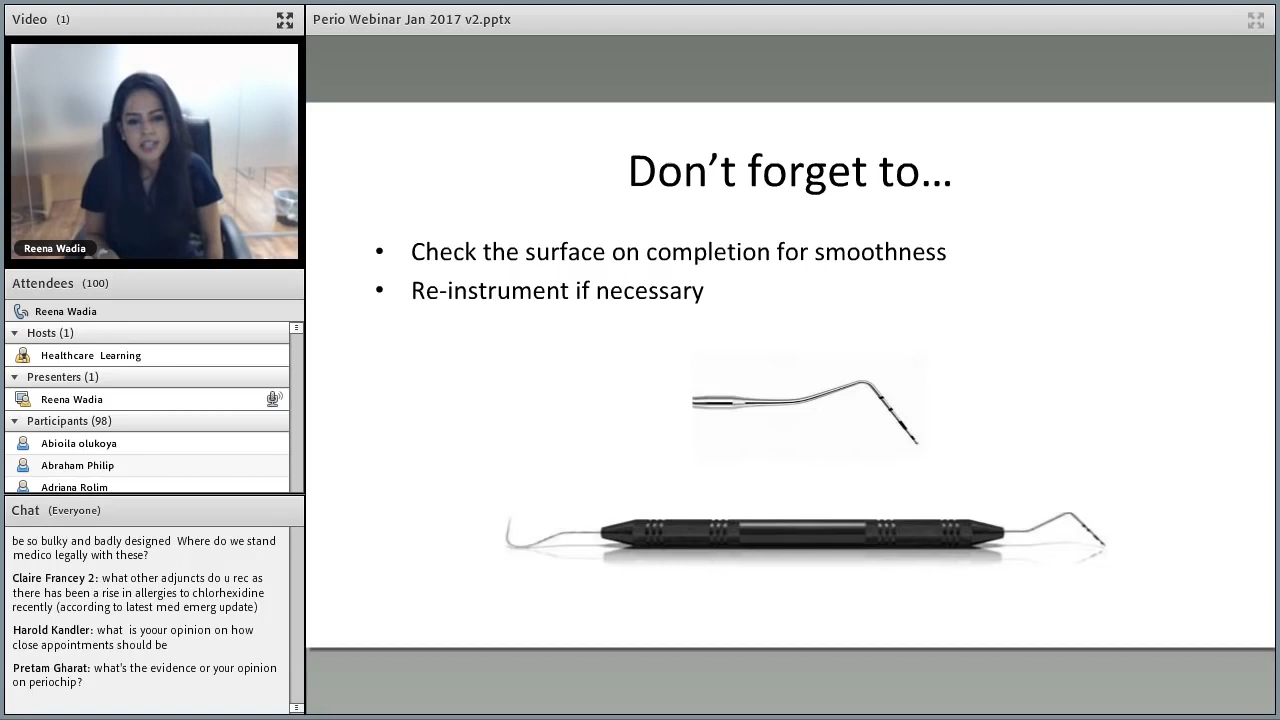 Video (1)
Perio Webinar Jan 2017 v2.pptx
Reena Wadia
Attendees (100)
Reena Wadia
Hosts (1)
Healthcare Learning
Presenters (1)
Reena Wadia
Participants (98)
Abioila olukoya
Abraham Philip
Adriana Rolim
Chat (Everyone)
be so bulky and badly designed Where do we stand
medico legally with these?
Claire Francey 2: what other adjuncts do u rec as
there has been a rise in allergies to chlorhexidine
recently (according to latest med emerg update)
Harold Kandler: what is yoour opinion on how
close appointments should be
Pretam Gharat: what's the evidence or your opinion
on periochip?
Don't forget to...
• Check the surface on completion for smoothness
• Re-instrument if necessary